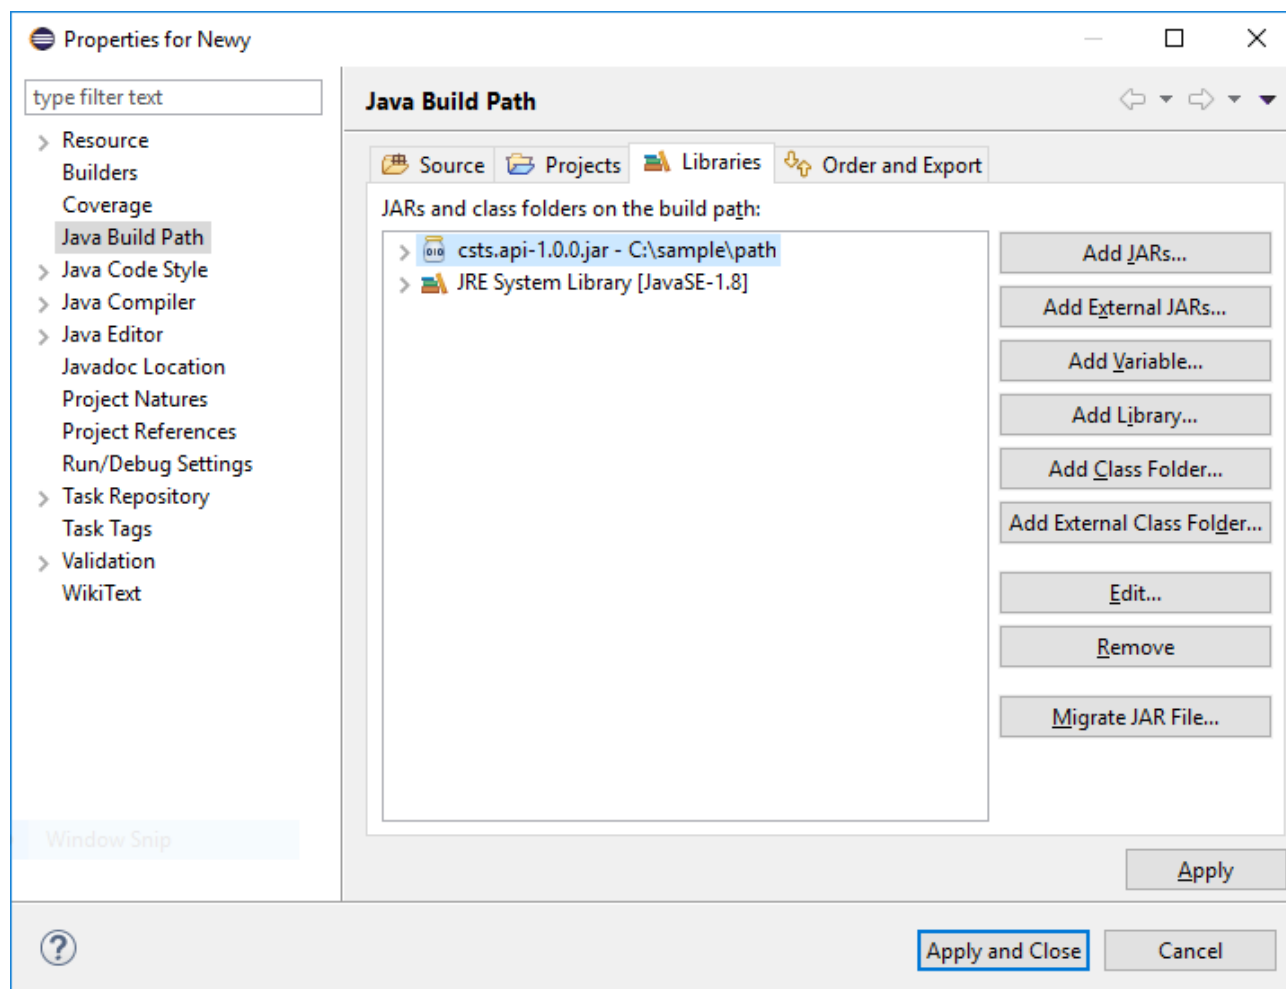 Properties for Newy
type filter text
Resource
Builders
Coverage
Java Build Path
Java Code Style
Java Compiler
Java Editor
Javadoc Location
Project Natures
Project References
Run/Debug Settings
Task Repository
Task Tags
Validation
WikiText
Window Snip
Java Build Path
Source Projects Libraries Order and Export
JARs and class folders on the build path:
csts.api-1.0.0.jar - C:\sample\path
JRE System Library [JavaSE-1.8]
Add JARs...
Add External JARs...
Add Variable...
Add Library...
Add Class Folder...
Add External Class Folder...
Edit...
Remove
Migrate JAR File...
Apply
Apply and Close Cancel